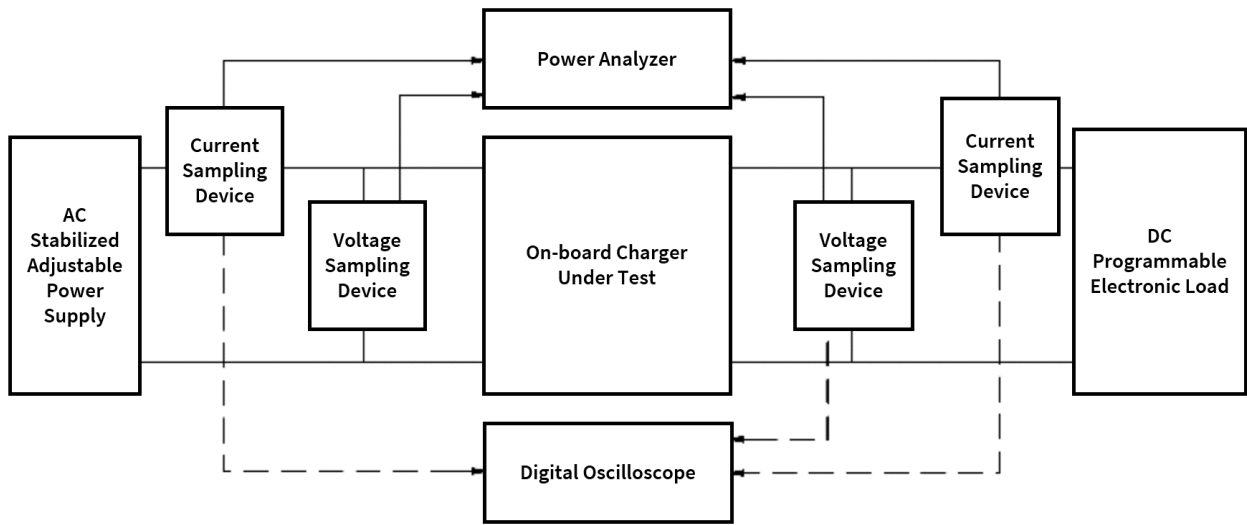 Power Analyzer
Current
Sampling
Device
Current
Sampling
Device
AC
Stabilized
Adjustable
Power
Supply
Voltage
Sampling
Device
On-board Charger
Under Test
Voltage
Sampling
Device
DC
Programmable
Electronic Load
Digital Oscilloscope